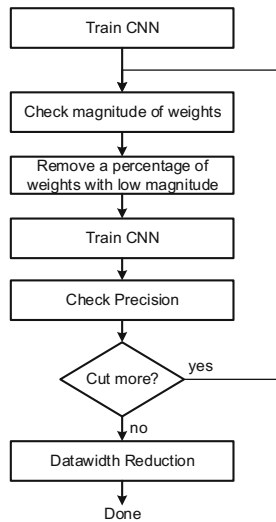 Train CNN
Check magnitude of weights
Remove a percentage of
weights with low magnitude
Train CNN
Check Precision
Cut more?
yes
no
Datawidth Reduction
Done